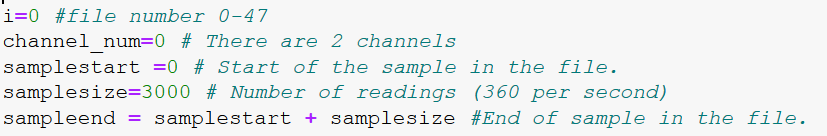 i=0 #file number 0-47
channel_num=0 # There are 2 channels
samplestart =0 # Start of the sample in the file.
samplesize=3000 # Number of readings (360 per second)
sampleend = samplestart + samplesize #End of sample in the file.